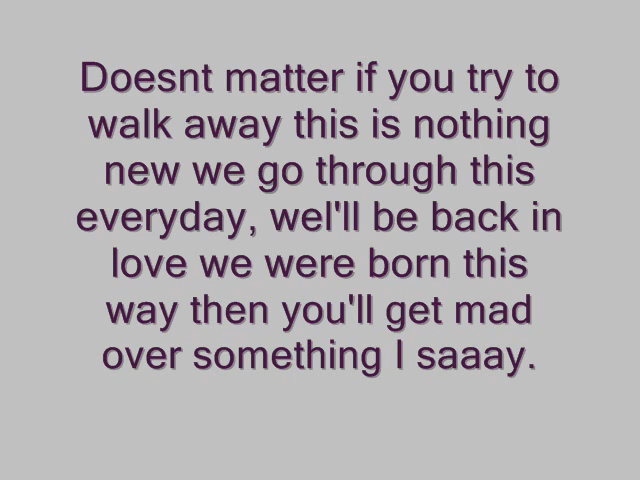 Doesnt matter if you try to
walk away this is nothing
new we go through this
everyday, wel'll be back in
love we were born this
way then you'll get mad
over something I saaay.